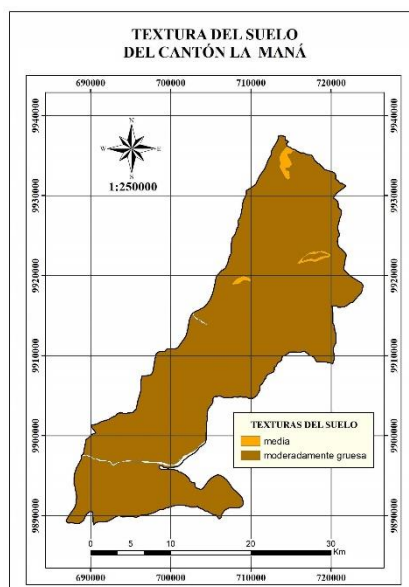 TEXTURA DEL SUELO
DEL CANTÓN LA MANÁ
690000 700000 710000 720000
9940000 9940000
N
W E
S
1:250000
9930000 9930000
9920000 9920000
9910000 9910000
TEXTURAS DEL SUELO
media
moderadamente gruesa
9900000 9900000
9890000 9890000
0 5 10 20 30
Km
690000 700000 710000 720000